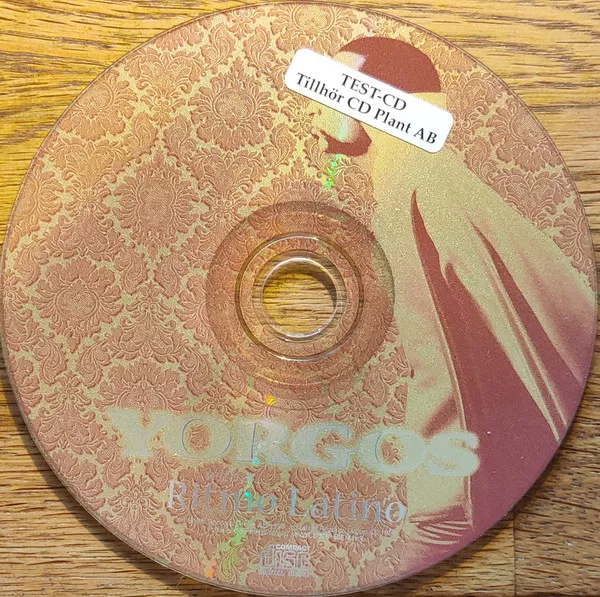 TEST-CD
Tillhör CD Plant AB
YORGOS
Ritmo Latino
COMPACT
disc